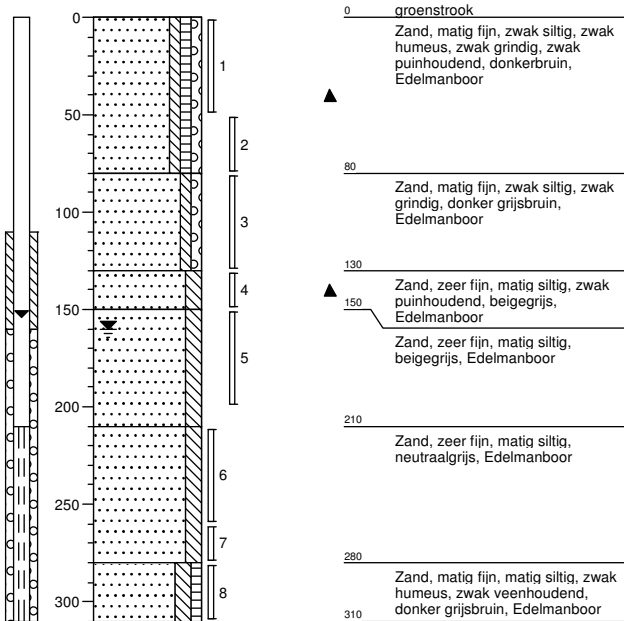 0
50
100
150
200
250
300
1
2
3
4
5
6
7
8
0
groenstrook
Zand, matig fijn, zwak siltig, zwak
humeus, zwak grindig, zwak
puinhoudend, donkerbruin,
Edelmanboor
80
Zand, matig fijn, zwak siltig, zwak
grindig, donker grijsbruin,
Edelmanboor
130
Zand, zeer fijn, matig siltig, zwak
puinhoudend, beigegrijs,
Edelmanboor
150
Zand, zeer fijn, matig siltig,
beigegrijs, Edelmanboor
210
Zand, zeer fijn, matig siltig,
neutraalgrijs, Edelmanboor
280
Zand, matig fijn, matig siltig, zwak
humeus, zwak veenhoudend,
donker grijsbruin, Edelmanboor
310